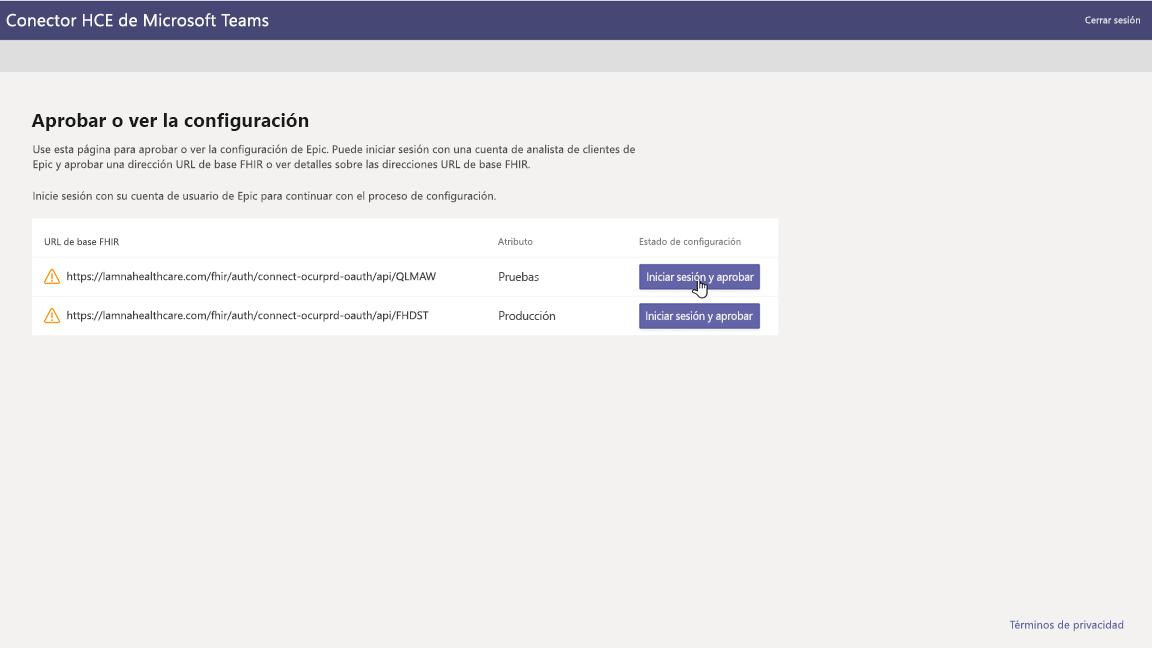 Conector HCE de Microsoft Teams
Cerrar sesión
Aprobar o ver la configuración
Use esta página para aprobar o ver la configuración de Epic. Puede iniciar sesión con una cuenta de analista de clientes de
Epic y aprobar una dirección URL de base FHIR o ver detalles sobre las direcciones URL de base FHIR.
Inicie sesión con su cuenta de usuario de Epic para continuar con el proceso de configuración.
URL de base FHIR Atributo Estado de configuración
https://lamnahealthcare.com/fhir/auth/connect-ocurprd-oauth/api/QLMAW Pruebas Iniciar sesión y aprobar
https://lamnahealthcare.com/fhir/auth/connect-ocurprd-oauth/api/FHDST Producción Iniciar sesión y aprobar
Términos de privacidad